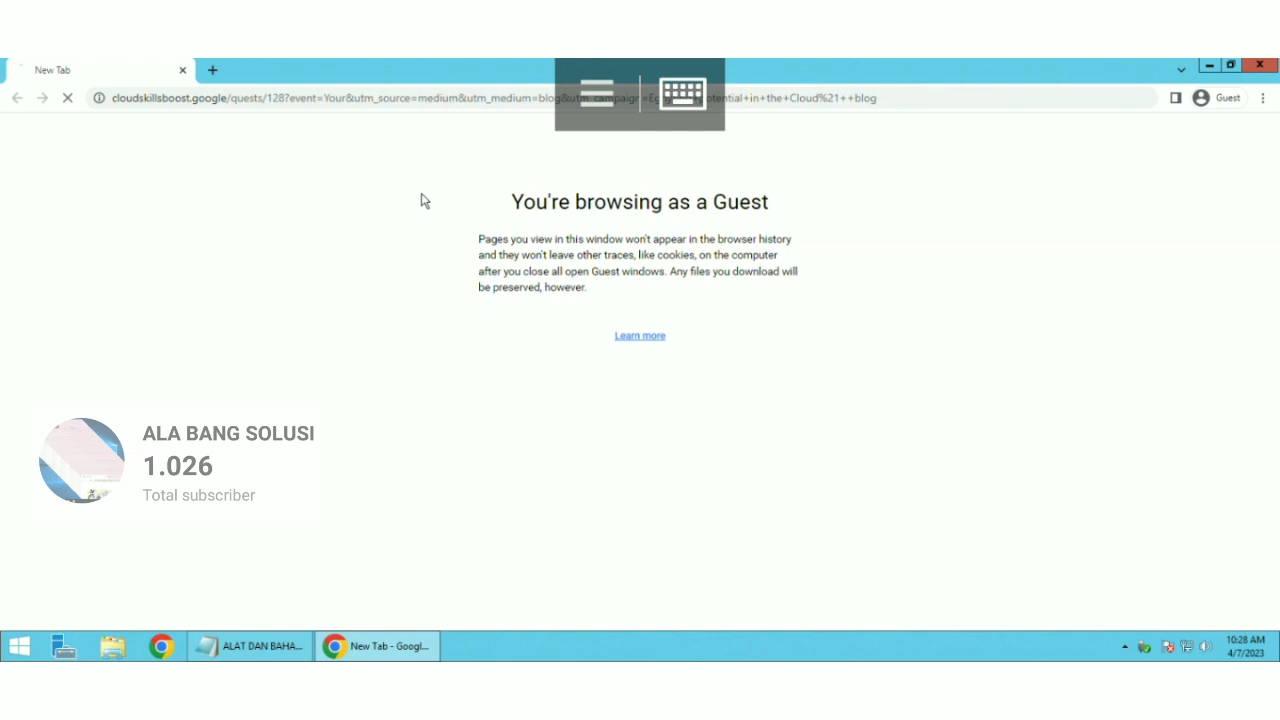 New Tab
cloudskillsboost.google/quests/128?event=Your&utm_source=medium&utm_medium=blog&utm_campaign=Eg potential+in+the+Cloud%21++blog
Guest
You're browsing as a Guest
Pages you view in this window won't appear in the browser history
and they won't leave other traces, like cookies, on the computer
after you close all open Guest windows. Any files you download will
be preserved, however.
Learn more
ALA BANG SOLUSI
1.026
Total subscriber
ALAT DAN BAHA...
New Tab - Googl...
10:28 AM
4/7/2023